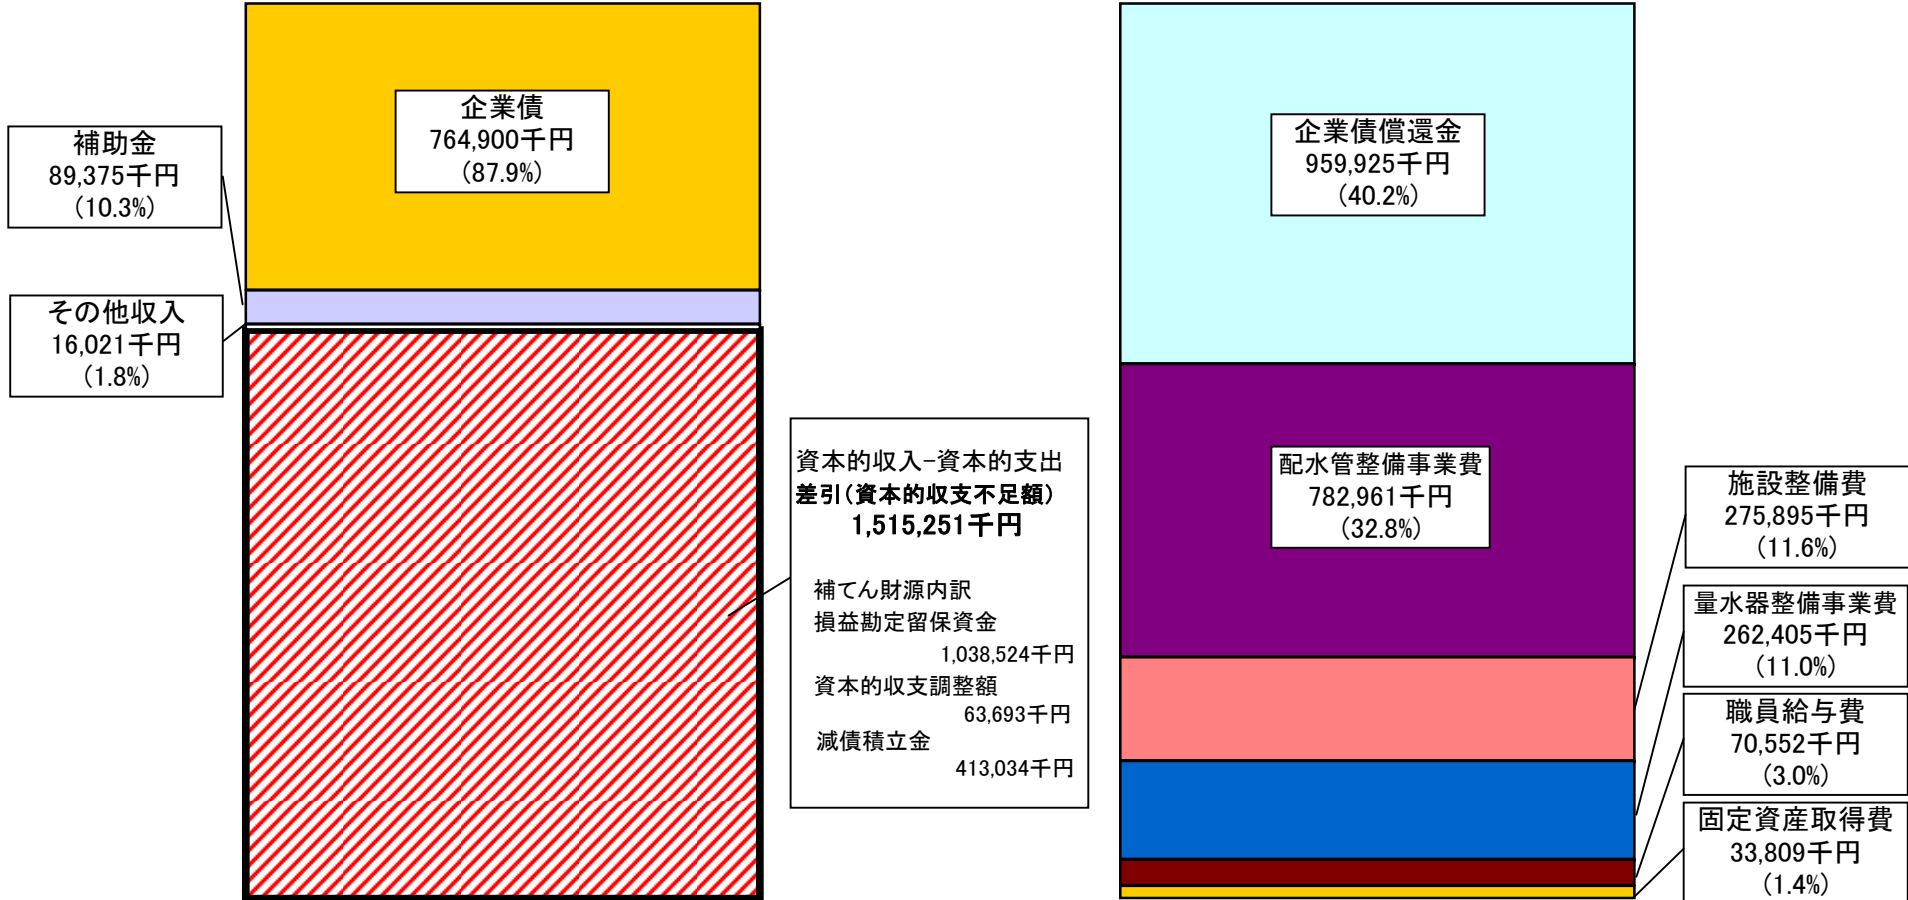 企業債
764,900千円
(87.9%)
補助金
89,375千円
(10.3%)
その他収入
16,021千円
(1.8%)
資本的収入-資本的支出
差引(資本的収支不足額)
1,515,251千円
補てん財源内訳
損益勘定留保資金
1,038,524千円
資本的収支調整額
63,693千円
減債積立金
413,034千円
企業債償還金
959,925千円
(40.2%)
配水管整備事業費
782,961千円
(32.8%)
施設整備費
275,895千円
(11.6%)
量水器整備事業費
262,405千円
(11.0%)
職員給与費
70,552千円
(3.0%)
固定資産取得費
33,809千円
(1.4%)